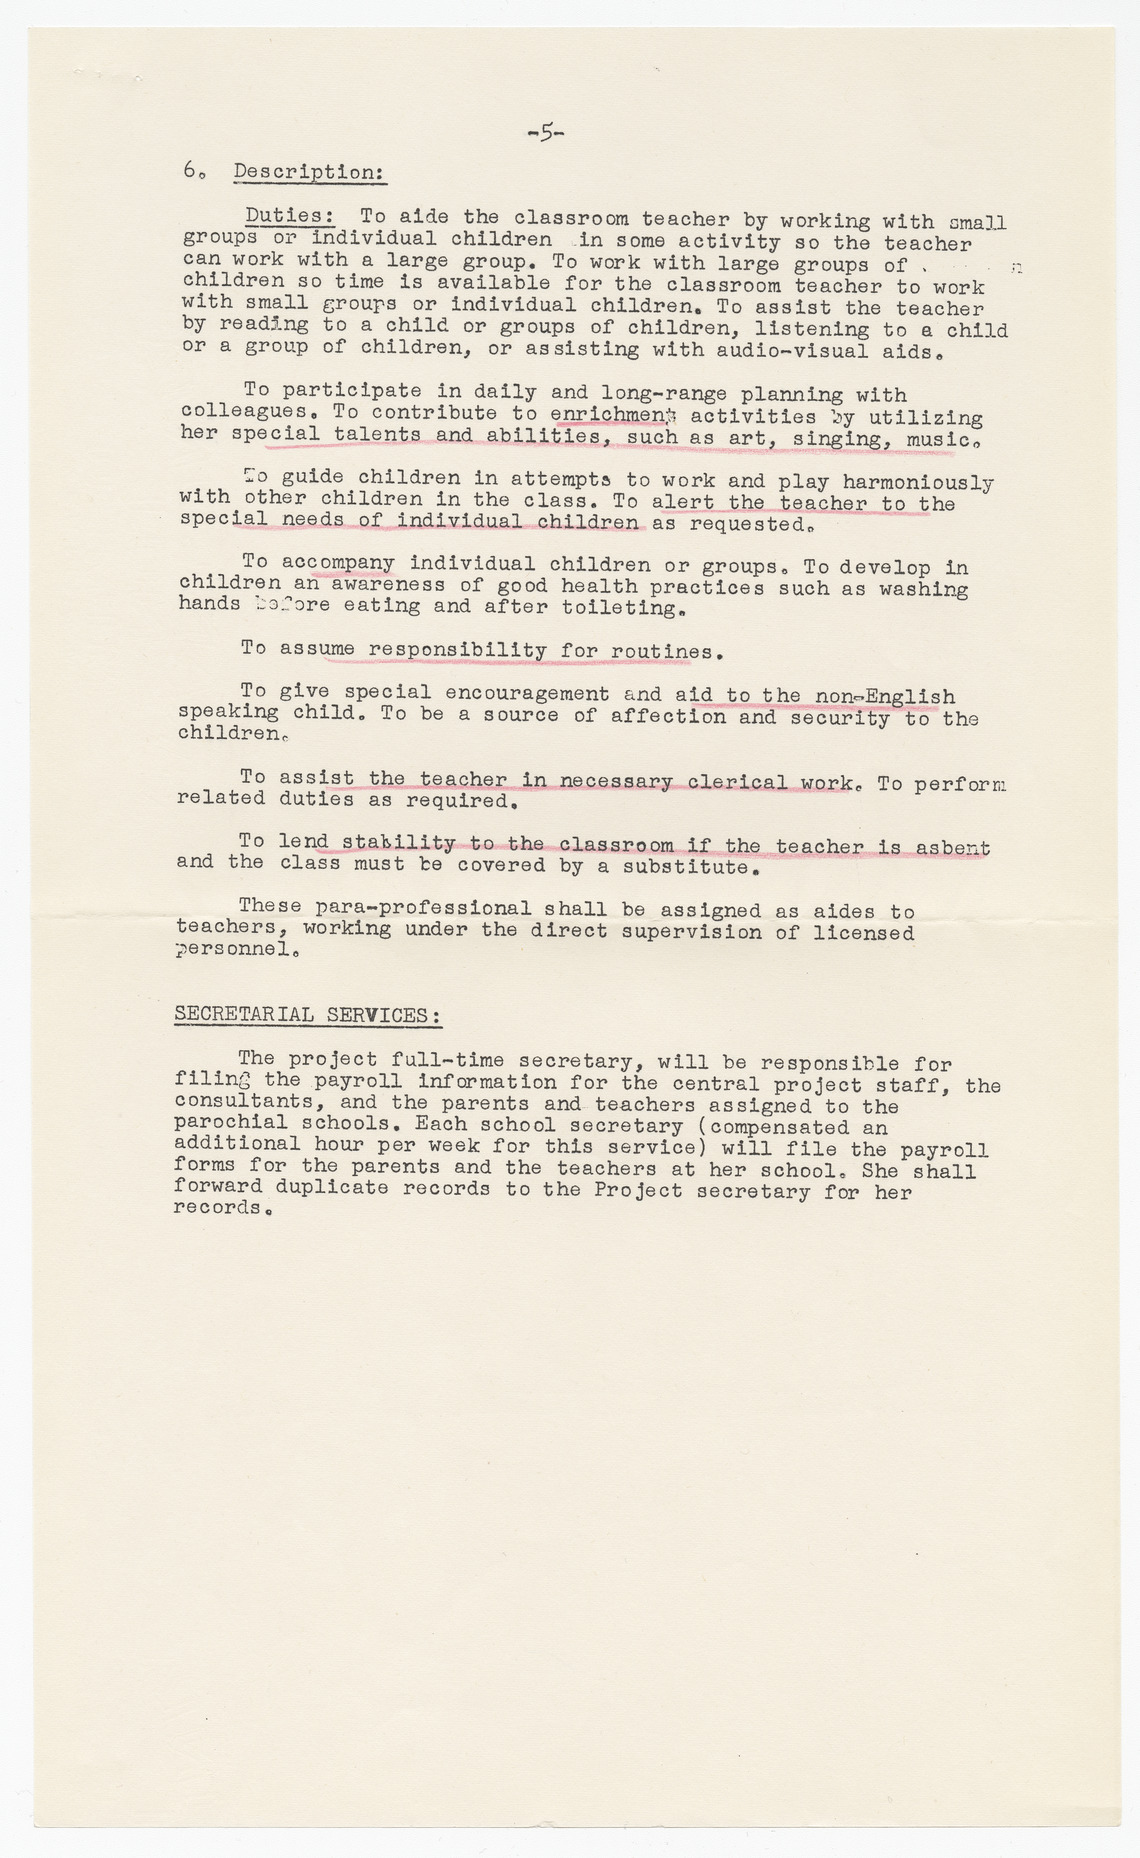 -5-
6. Description:
Duties: To aide the classroom teacher by working with small
groups or individual children in some activity so the teacher
can work with a large group. To work with large groups of
children so time is available for the classroom teacher to work
with small groups or individual children. To assist the teacher
by reading to a child or groups of children, listening to a child
or a group of children, or assisting with audio-visual aids.
To participate in daily and long-range planning with
colleagues. To contribute to enrichment activities by utilizing
her special talents and abilities, such as art, singing, music.
To guide children in attempts to work and play harmoniously
with other children in the class. To alert the teacher to the
special needs of individual children as requested.
To accompany individual children or groups. To develop in
children an awareness of good health practices such as washing
hands before eating and after toileting.
To assume responsibility for routines.
To give special encouragement and aid to the non-English
speaking child. To be a source of affection and security to the
children.
To assist the teacher in necessary clerical work. To perform
related duties as required.
To lend stability to the classroom if the teacher is asbent
and the class must be covered by a substitute.
These para-professional shall be assigned as aides to
teachers, working under the direct supervision of licensed
personnel.
SECRETARIAL SERVICES:
The project full-time secretary, will be responsible for
filing the payroll information for the central project staff, the
consultants, and the parents and teachers assigned to the
parochial schools. Each school secretary (compensated an
additional hour per week for this service) will file the payroll
forms for the parents and the teachers at her school. She shall
forward duplicate records to the Project secretary for her
records.